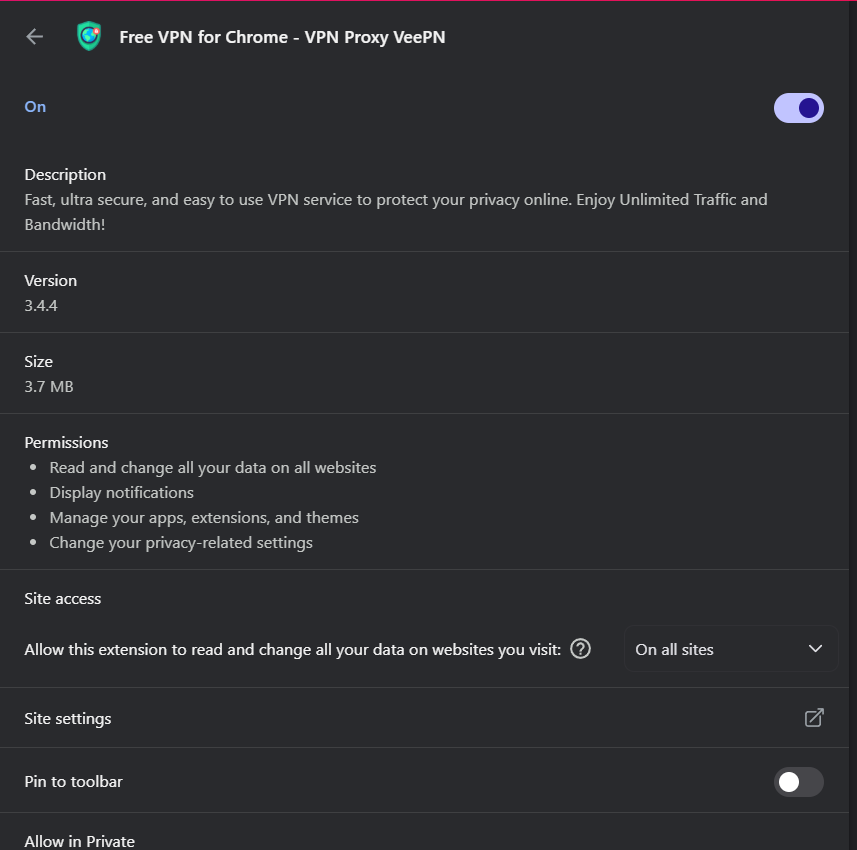 Free VPN for Chrome - VPN Proxy VeePN
On
Description
Fast, ultra secure, and easy to use VPN service to protect your privacy online. Enjoy Unlimited Traffic and
Bandwidth!
Version
3.4.4
Size
3.7 MB
Permissions
• Read and change all your data on all websites
• Display notifications
• Manage your apps, extensions, and themes
• Change your privacy-related settings
Site access
Allow this extension to read and change all your data on websites you visit: ? On all sites
Site settings
Pin to toolbar
Allow in Private